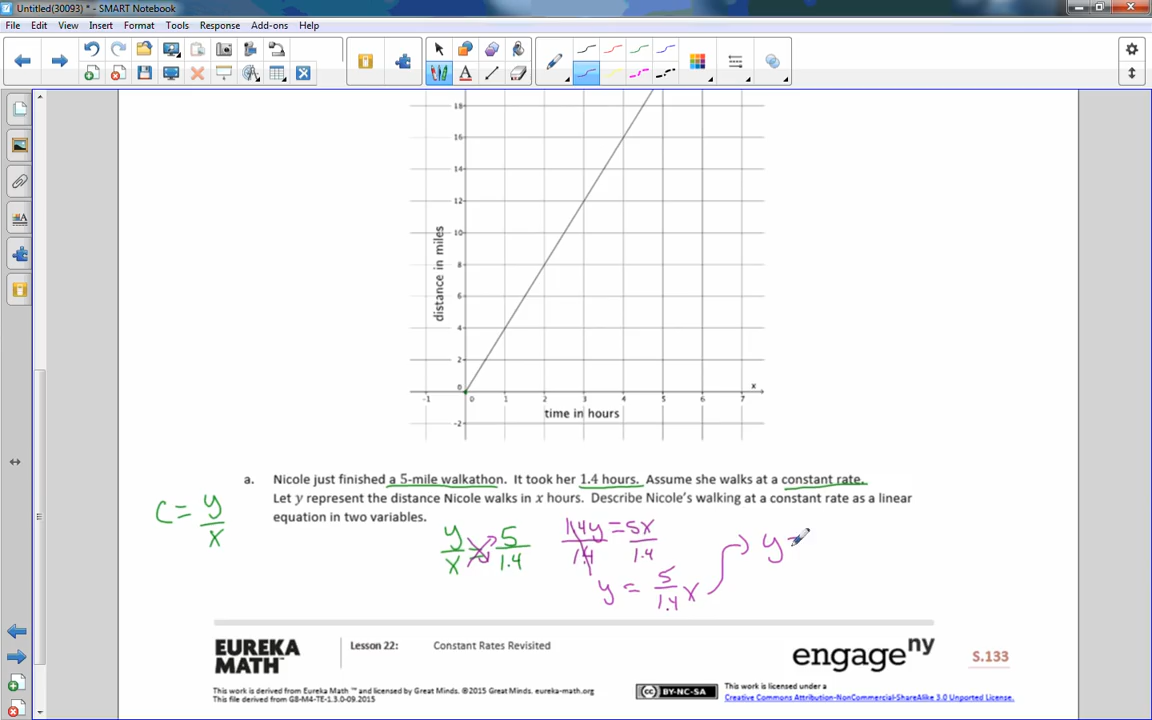 Untitled(30093) * - SMART Notebook
File Edit View Insert Format Tools Response Add-ons Help
18
16
14
12
10
8
6
4
2
0
-2
distance in miles
x
-1 0 1 2 3 4 5 6 7
time in hours
a. Nicole just finished a 5-mile walkathon. It took her 1.4 hours. Assume she walks at a constant rate.
Let y represent the distance Nicole walks in x hours. Describe Nicole's walking at a constant rate as a linear
equation in two variables.
C = y/x
y/x = 5/1.4
1.4y = 5x
1.4 1.4
y = 5/1.4 x
y =
EUREKA MATH™
Lesson 22: Constant Rates Revisited
engage ny
S.133
This work is derived from Eureka Math ™ and licensed by Great Minds. ©2015 Great Minds. eureka-math.org
This file derived from G8-M4-TE-1.3.0-09.2015
(cc) BY-NC-SA
This work is licensed under a
Creative Commons Attribution-NonCommercial-ShareAlike 3.0 Unported License.